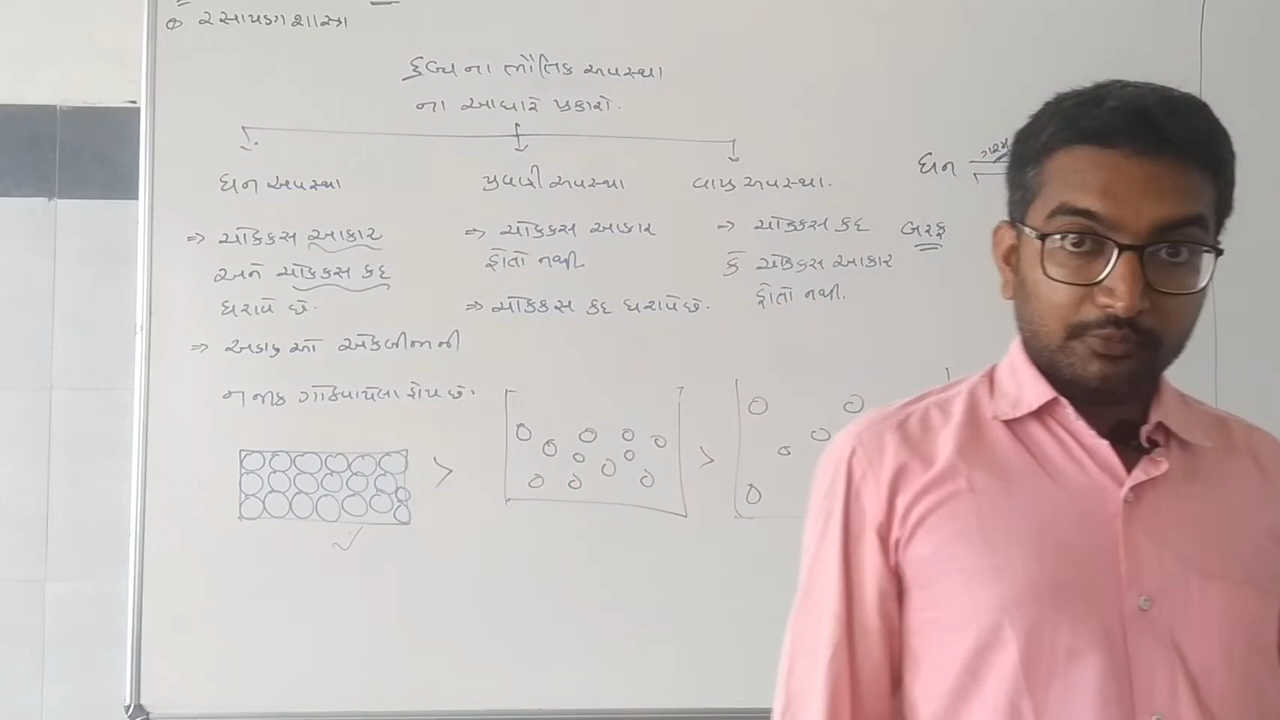 રસાયણશાસ્ત્ર
દ્રવ્ય ના ભૌતિક અવસ્થા
ના આધારે પ્રકારો.
ઘન અવસ્થા
પ્રવાહી અવસ્થા
વાયુ અવસ્થા.
⇒ ચોક્કસ આકાર
અને ચોક્કસ કદ
ધરાવે છે.
⇒ અણુઓ એકબીજાની
નજીક ગોઠવાયેલા હોય છે.
⇒ ચોક્કસ આકાર
હોતો નથી
⇒ ચોક્કસ કદ ધરાવે છે.
→ ચોક્કસ કદ
કે ચોક્કસ આકાર
હોતો નથી.
ઘન
બરફ
> >